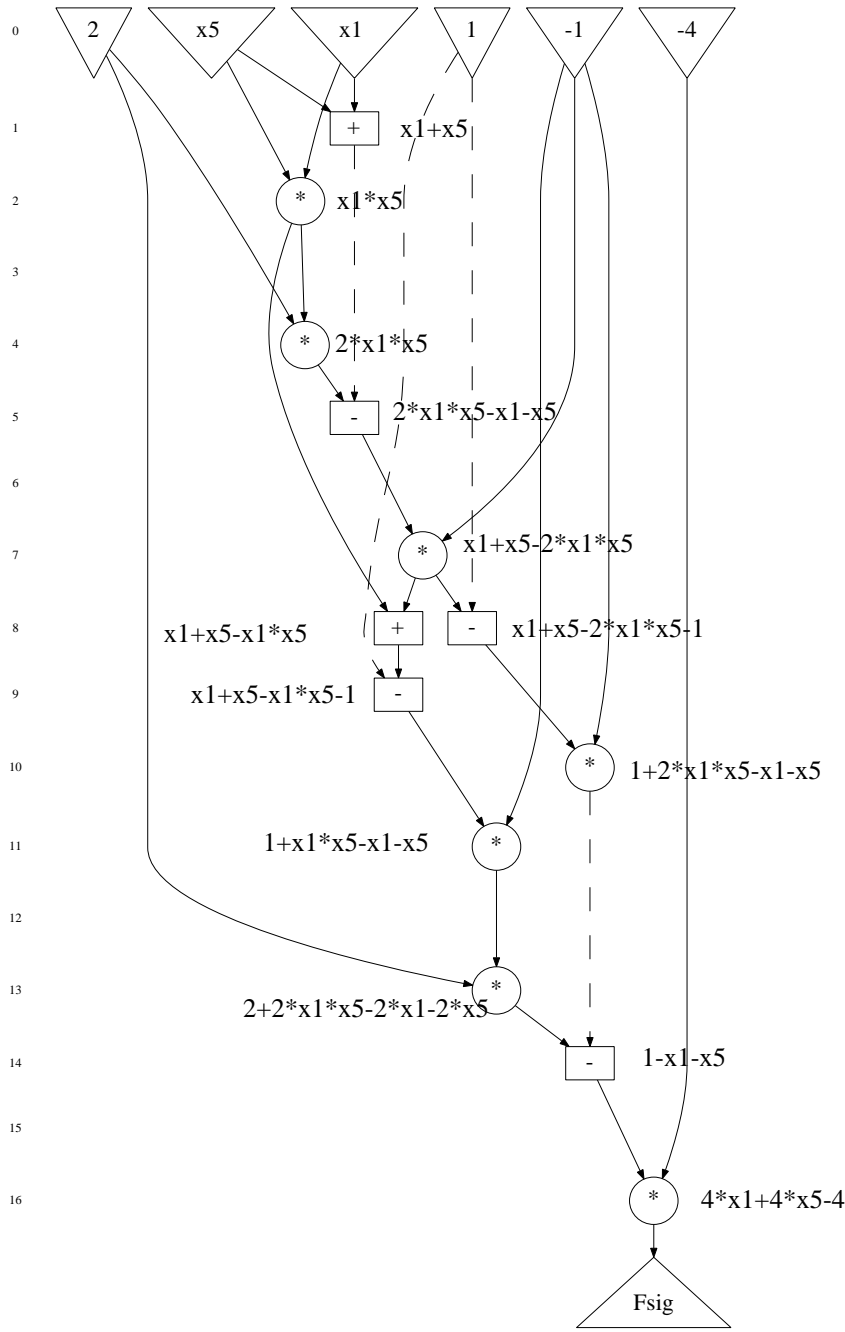 0 2 x5 x1 1 -1 -4
1 + x1+x5
2 * x1*x5
3
4 * 2*x1*x5
5 - 2*x1*x5-x1-x5
6
7 * x1+x5-2*x1*x5
8 x1+x5-x1*x5 + - x1+x5-2*x1*x5-1
9 x1+x5-x1*x5-1 -
10 * 1+2*x1*x5-x1-x5
11 1+x1*x5-x1-x5 *
12
13 * 
2+2*x1*x5-2*x1-2*x5
14 - 1-x1-x5
15
16 * 4*x1+4*x5-4
Fsig